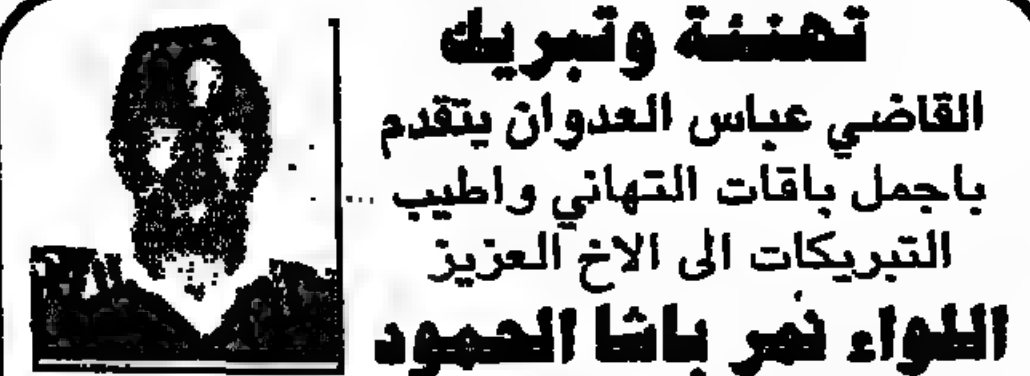 تهنئة وتبريك
القاضي عباس العدوان يتقدم
باجمل باقات التهاني واطيب
التبريكات الى الاخ العزيز
اللواء نمر باشا الحمود